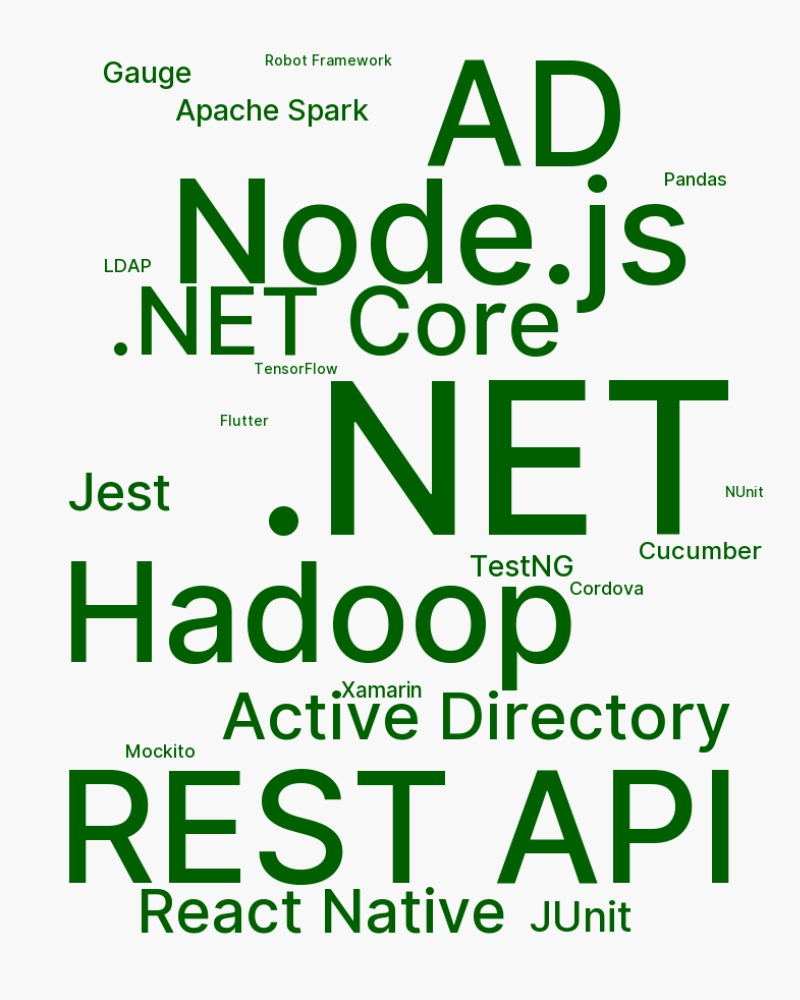 Robot Framework
Gauge
AD
Apache Spark
Pandas
Node.js
LDAP
.NET Core
TensorFlow
Flutter
.NET
Jest
NUnit
Cucumber
TestNG
Cordova
Hadoop
Xamarin
Active Directory
Mockito
REST API
React Native
JUnit